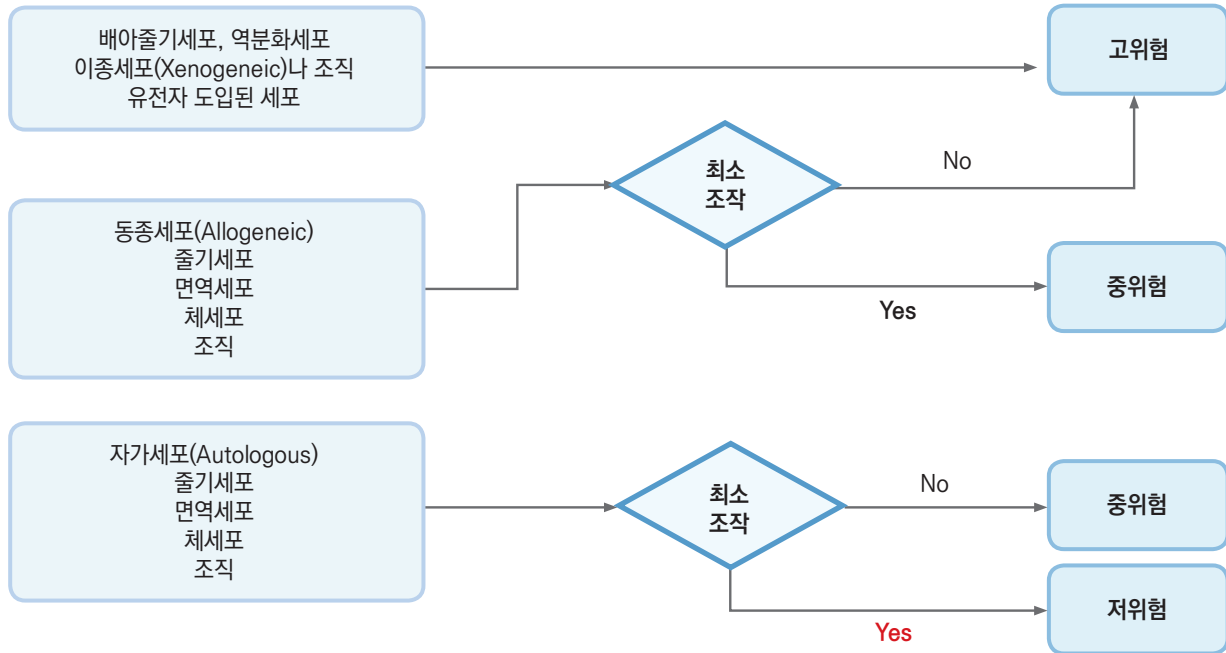 배아줄기세포, 역분화세포
이종세포(Xenogeneic)나 조직
유전자 도입된 세포
고위험
최소
조작
No
동종세포(Allogeneic)
줄기세포
면역세포
체세포
조직
Yes
중위험
자가세포(Autologous)
줄기세포
면역세포
체세포
조직
최소
조작
No
중위험
Yes
저위험